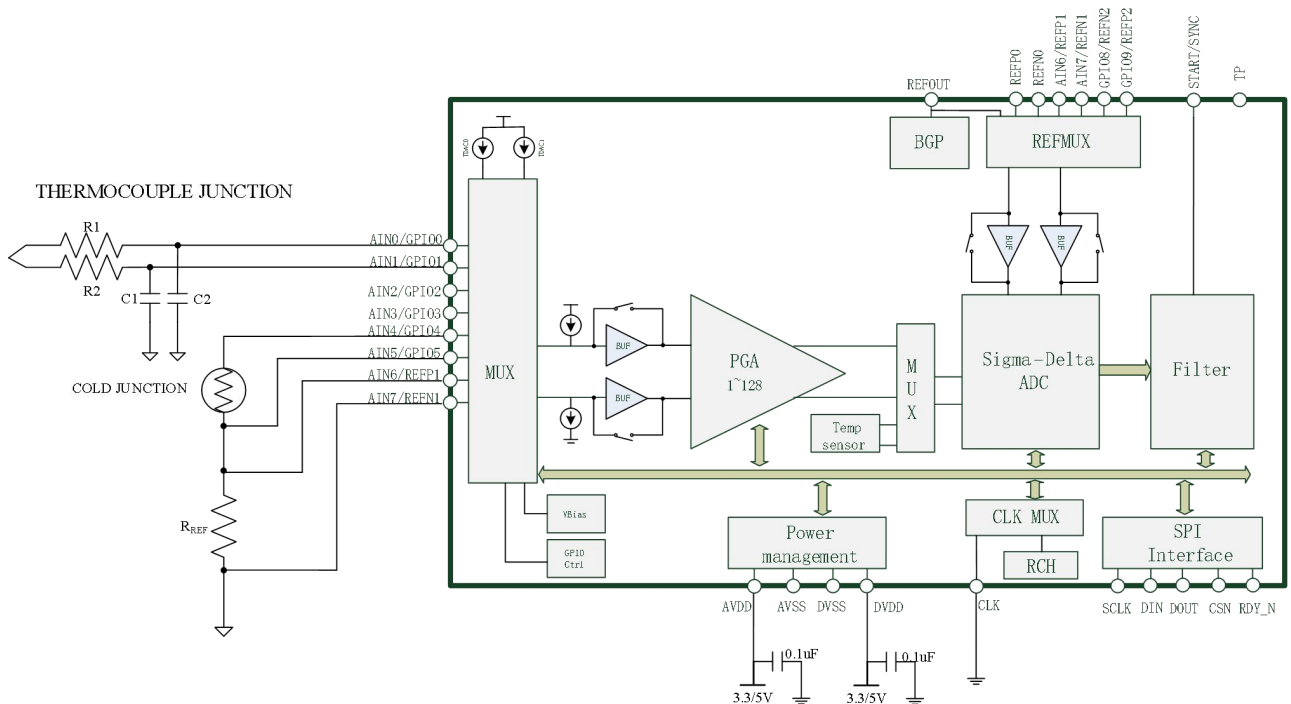 REFOUT
REFP0
REFN0
AIN6/REFP1
AIN7/REFN1
GPIO8/REFN2
GPIO9/REFP2
START/SYNC
TP
BGP
REFMUX
IDAC0
IDAC1
THERMOCOUPLE JUNCTION
R1
R2
C1
C2
AIN0/GPIO0
AIN1/GPIO1
AIN2/GPIO2
AIN3/GPIO3
AIN4/GPIO4
AIN5/GPIO5
AIN6/REFP1
AIN7/REFN1
COLD JUNCTION
RREF
MUX
BUF
BUF
BUF
BUF
PGA
1~128
MUX
Temp
sensor
Sigma-Delta
ADC
Filter
VBias
GPIO
Ctrl
Power
management
CLK MUX
RCH
SPI
Interface
AVDD
AVSS
DVSS
DVDD
CLK
SCLK
DIN
DOUT
CSN
RDY_N
0.1uF
0.1uF
3.3/5V
3.3/5V